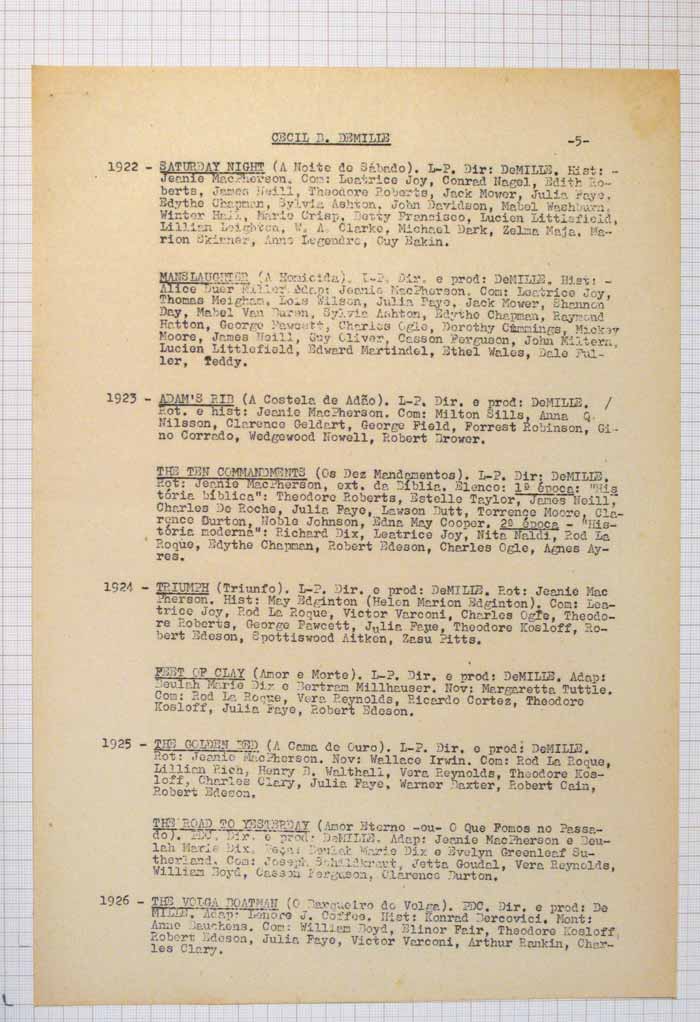 CECIL B. DEMILLE -5-
1922 - SATURDAY NIGHT (A Noite do Sábado). L-P. Dir: DeMILLE. Hist: -
Jeanie MacPherson. Com: Leatrice Joy, Conrad Nagel, Edith Ro-
berts, James Neill, Theodore Roberts, Jack Mower, Julia Faye,
Edythe Chapman, Sylvia Ashton, John Davidson, Mabel Washburn,
Winter Hall, Marie Crisp, Betty Francisco, Lucien Littlefield,
Lillian Leighton, W. A. Clarke, Michael Dark, Zelma Maja, Ma-
rion Skinner, Anno Legendre, Guy Eakin.
MANSLAUGHTER (A Homicida). L-P. Dir. e prod: DeMILLE. Hist: -
Alice Duer Miller. Adap: Jeanie MacPherson. Com: Leatrice Joy,
Thomas Meigham, Lois Wilson, Julia Faye, Jack Mower, Shannon
Day, Mabel Van Buren, Sylvia Ashton, Edythe Chapman, Raymond
Hatton, George Fawcett, Charles Ogle, Dorothy Cummings, Mickey
Moore, James Neill, Guy Oliver, Casson Ferguson, John Miltern,
Lucien Littlefield, Edward Martindel, Ethel Wales, Dale Ful-
ler, Teddy.
1923 - ADAM'S RIB (A Costela de Adão). L-P. Dir. e prod: DeMILLE. /
Rot. e hist: Jeanie MacPherson. Com: Milton Sills, Anna Q.
Nilsson, Clarence Geldart, George Field, Forrest Robinson, Gi-
no Corrado, Wedgewood Nowell, Robert Brower.
THE TEN COMMANDMENTS (Os Dez Mandamentos). L-P. Dir: DeMILLE.
Rot: Jeanie MacPherson, ext. da Bíblia. Elenco: 1ª época: "His
tória bíblica": Theodore Roberts, Estelle Taylor, James Neill,
Charles De Roche, Julia Faye, Lawson Butt, Torrence Moore, Cla-
rence Burton, Noble Johnson, Edna May Cooper. 2ª época - "His-
tória moderna": Richard Dix, Leatrice Joy, Nita Naldi, Rod La
Roque, Edythe Chapman, Robert Edeson, Charles Ogle, Agnes Ay-
res.
1924 - TRIUMPH (Triunfo). L-P. Dir. e prod: DeMILLE. Rot: Jeanie Mac
Pherson. Hist: May Edginton (Helen Marion Edginton). Com: Lea-
trice Joy, Rod La Roque, Victor Varconi, Charles Ogle, Theodo-
re Roberts, George Fawcett, Julia Faye, Theodore Kosloff, Ro-
bert Edeson, Spottiswood Aitken, Zasu Pitts.
FEET OF CLAY (Amor e Morte). L-P. Dir. e prod: DeMILLE. Adap:
Beulah Marie Dix e Bertram Millhauser. Nov: Margaretta Tuttle.
Com: Rod La Roque, Vera Reynolds, Ricardo Cortez, Theodore
Kosloff, Julia Faye, Robert Edeson.
1925 - THE GOLDEN BED (A Cama de Ouro). L-P. Dir. e prod: DeMILLE.
Rot: Jeanie MacPherson. Nov: Wallace Irwin. Com: Rod La Roque,
Lillian Rich, Henry B. Walthall, Vera Reynolds, Theodore Kos-
loff, Charles Clary, Julia Faye, Warner Baxter, Robert Cain,
Robert Edeson.
THE ROAD TO YESTERDAY (Amor Eterno -ou- O Que Fomos no Passa-
do). PDC. Dir. e prod: DeMILLE. Adap: Jeanie MacPherson e Beu-
lah Marie Dix. Peça: Beulah Marie Dix e Evelyn Greenleaf Su-
therland. Com: Joseph Schildkraut, Jetta Goudal, Vera Reynolds,
William Boyd, Casson Ferguson, Clarence Burton.
1926 - THE VOLGA BOATMAN (O Barqueiro do Volga). PDC. Dir. e prod: De
MILLE. Adap: Lenore J. Coffee. Hist: Konrad Bercovici. Mont:
Anne Bauchens. Com: William Boyd, Elinor Fair, Theodore Kosloff,
Robert Edeson, Julia Faye, Victor Varconi, Arthur Rankin, Char-
les Clary.